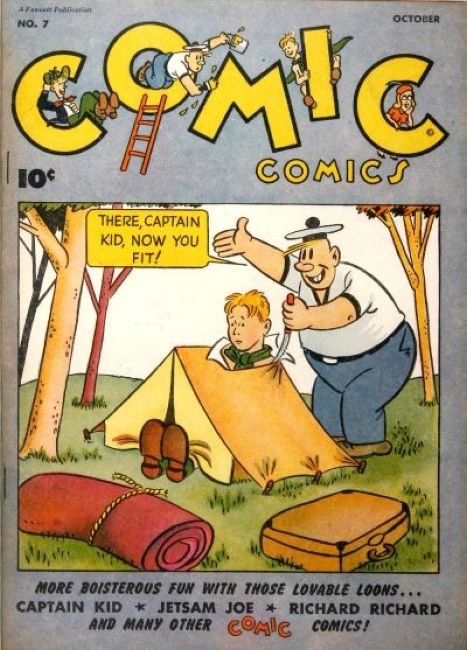 A Fawcett Publication
NO. 7
OCTOBER
COMIC
COMICS
10¢
THERE, CAPTAIN
KID, NOW YOU
FIT!
MORE BOISTEROUS FUN WITH THOSE LOVABLE LOONS...
CAPTAIN KID ★ JETSAM JOE ★ RICHARD RICHARD
AND MANY OTHER COMIC COMICS!